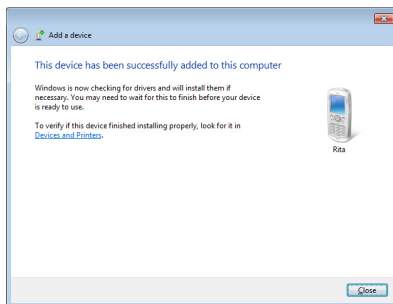 Add a device
This device has been successfully added to this computer
Windows is now checking for drivers and will install them if
necessary. You may need to wait for this to finish before your device
is ready to use.
To verify if this device finished installing properly, look for it in
Devices and Printers.
Rita
Close